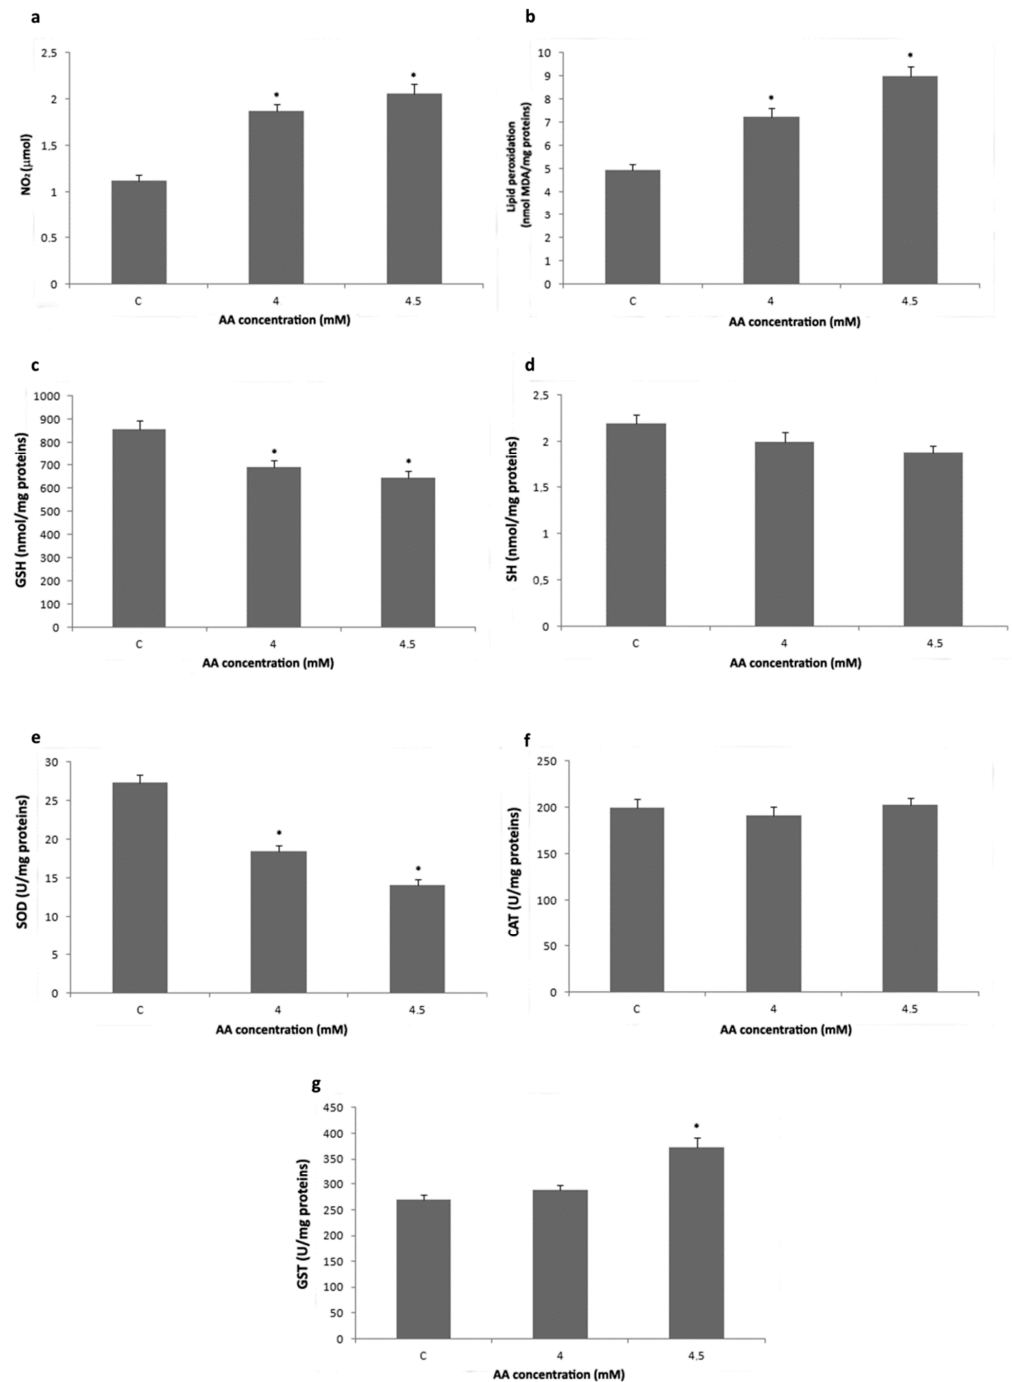 a
2.5
2
1.5
1
0.5
0
NO₂ (μmol)
C 4 4.5
AA concentration (mM)
*
*
b
10
9
8
7
6
5
4
3
2
1
0
Lipid peroxidation
(nmol MDA/mg proteins)
C 4 4.5
AA concentration (mM)
*
*
c
1000
900
800
700
600
500
400
300
200
100
0
GSH (nmol/mg proteins)
C 4 4.5
AA concentration (mM)
*
*
d
2.5
2
1.5
1
0,5
0
SH (nmol/mg proteins)
C 4 4.5
AA concentration (mM)
e
30
25
20
15
10
5
0
SOD (U/mg proteins)
C 4 4.5
AA concentration (mM)
*
*
f
250
200
150
100
50
0
CAT (U/mg proteins)
C 4 4.5
AA concentration (mM)
g
450
400
350
300
250
200
150
100
50
0
GST (U/mg proteins)
C 4 4.5
AA concentration (mM)
*